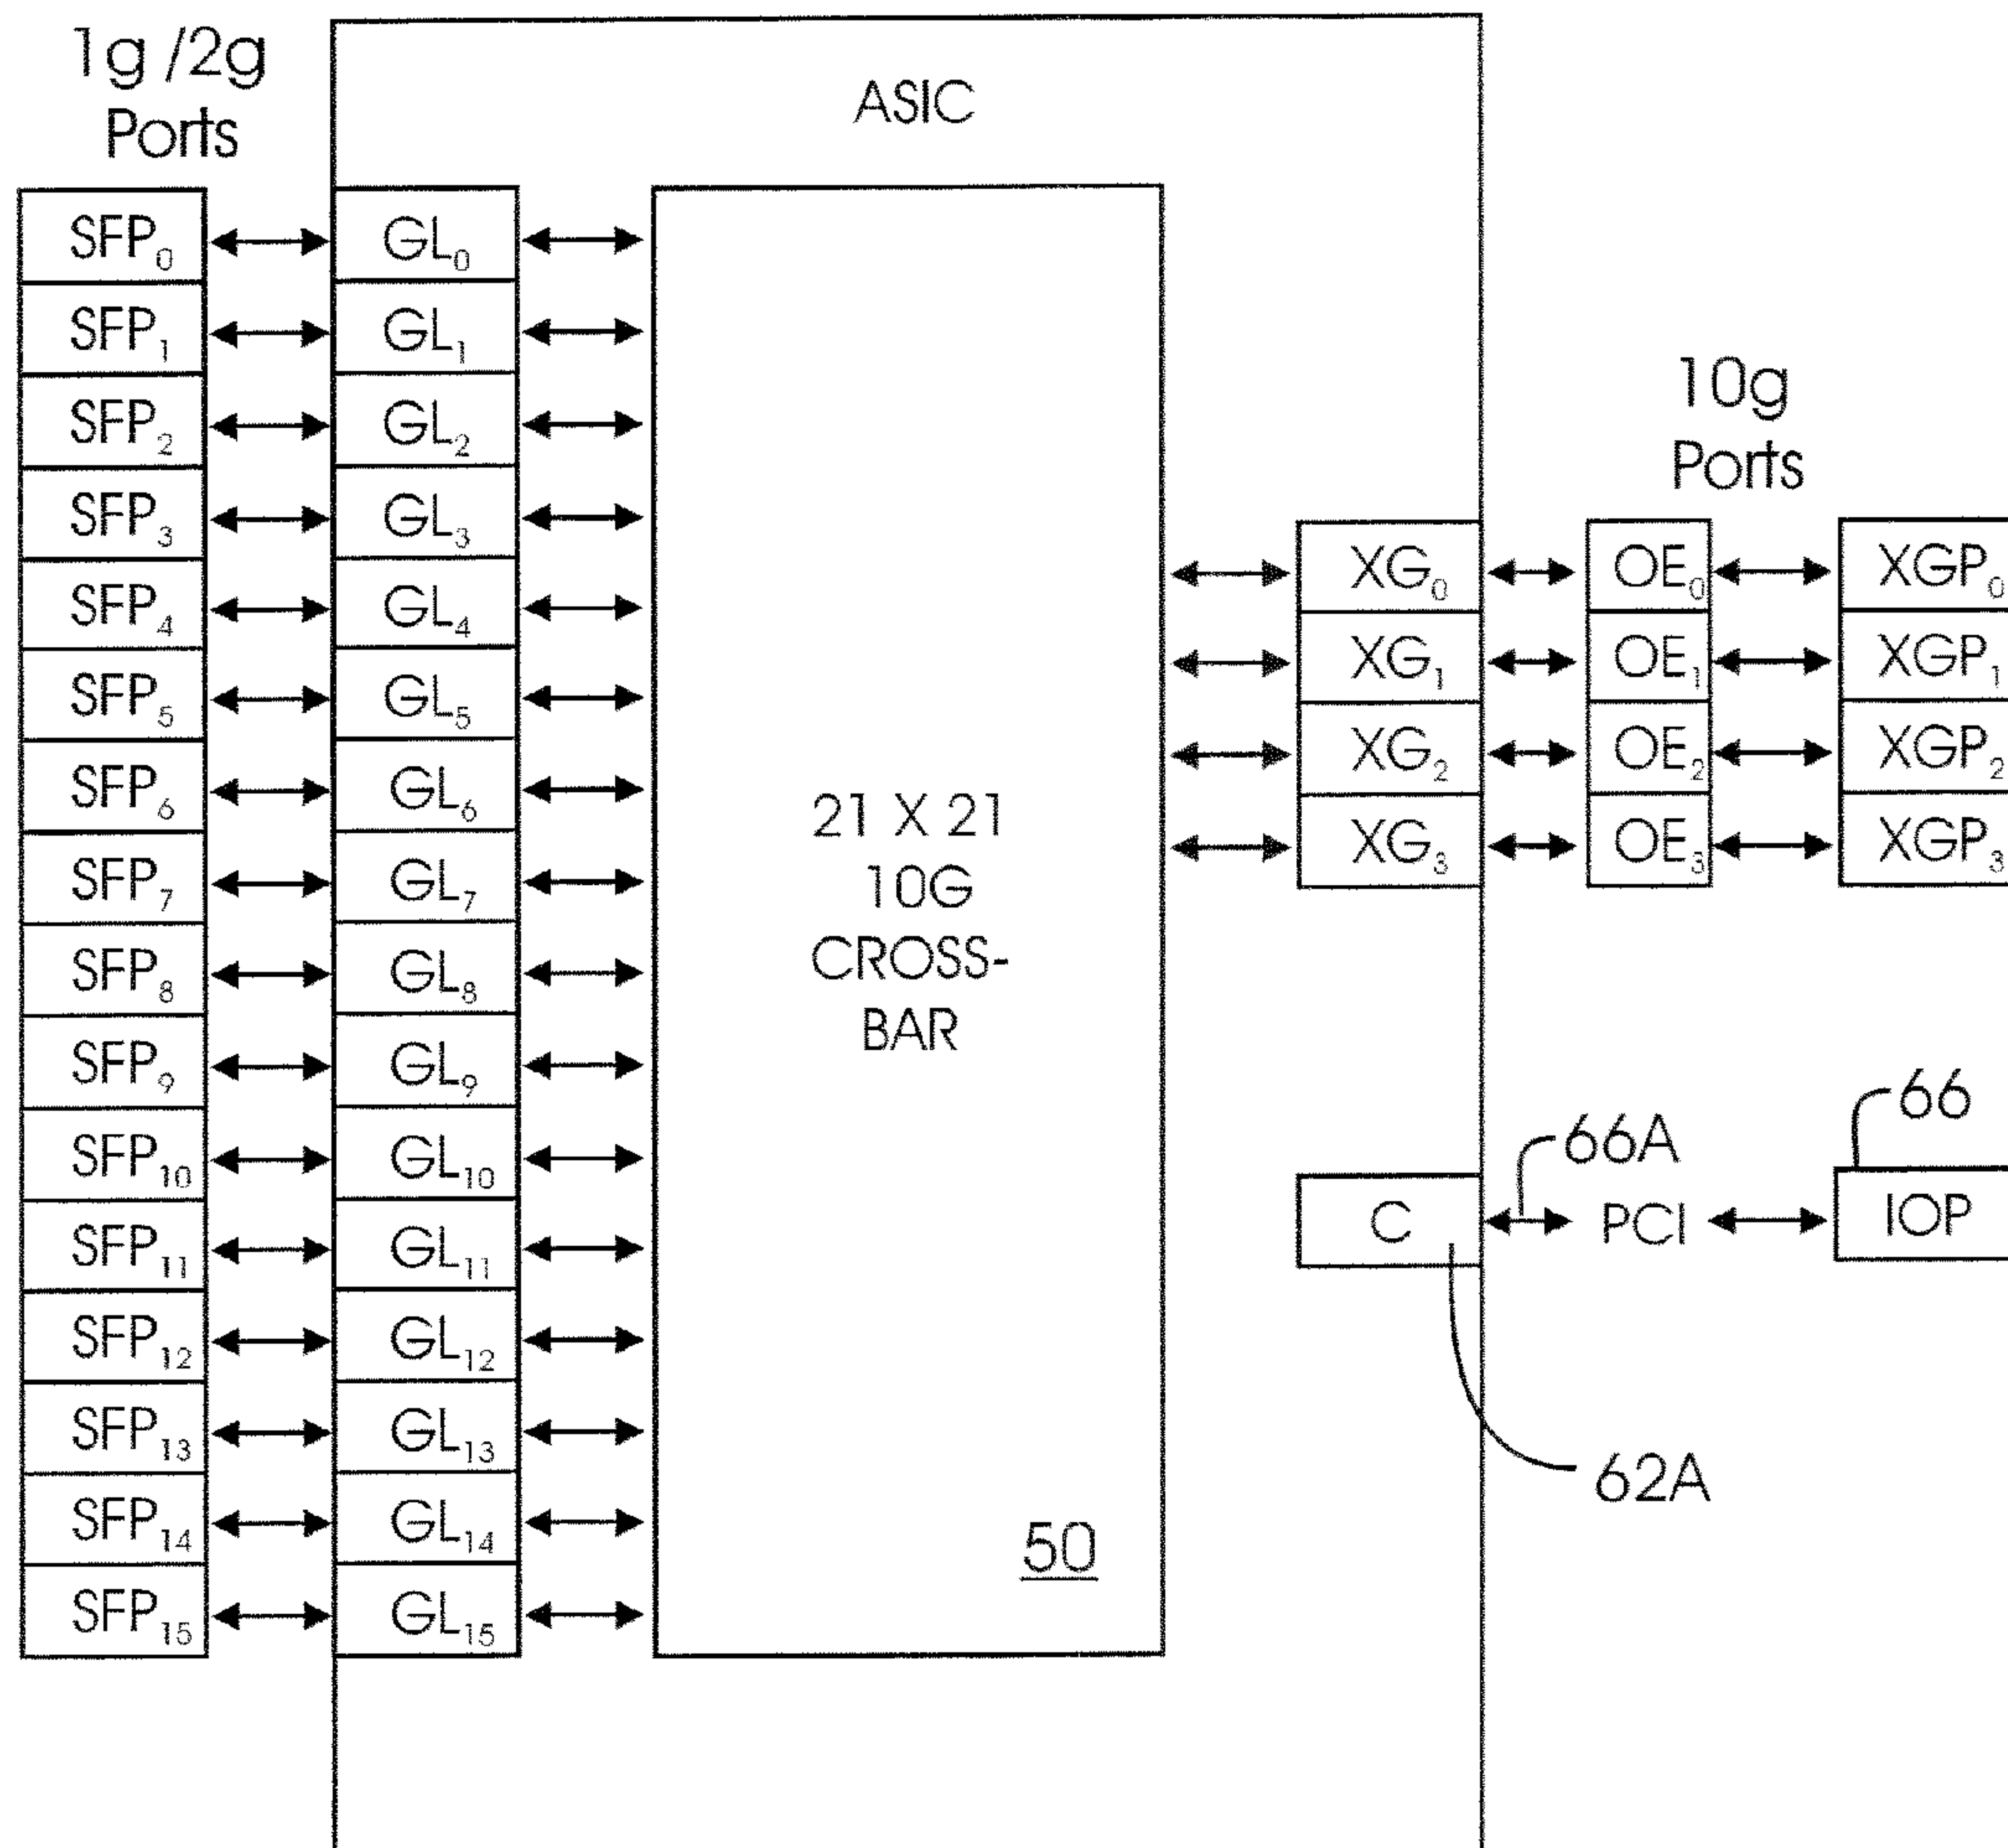 1g /2g
Ports
ASIC
SFP0
GL0
SFP1
GL1
SFP2
GL2
SFP3
GL3
SFP4
GL4
SFP5
GL5
SFP6
GL6
SFP7
GL7
SFP8
GL8
SFP9
GL9
SFP10
GL10
SFP11
GL11
SFP12
GL12
SFP13
GL13
SFP14
GL14
SFP15
GL15
21 X 21
10G
CROSS-
BAR
50
10g
Ports
XG0
OE0
XGP0
XG1
OE1
XGP1
XG2
OE2
XGP2
XG3
OE3
XGP3
66
66A
C
PCI
IOP
62A